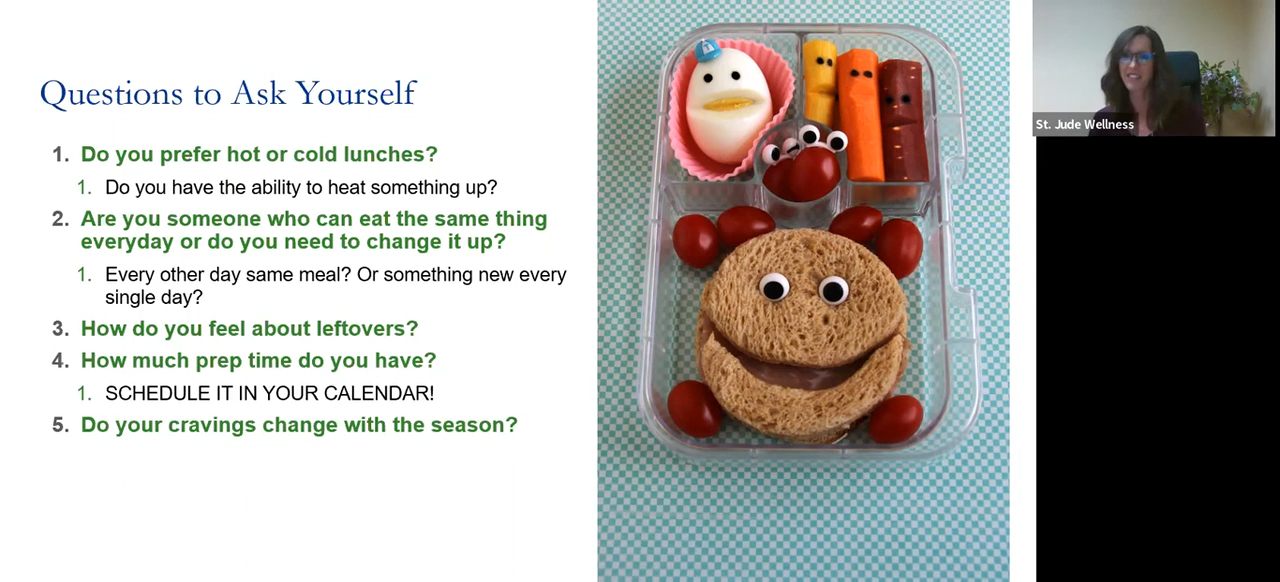 Questions to Ask Yourself
1. Do you prefer hot or cold lunches?
1. Do you have the ability to heat something up?
2. Are you someone who can eat the same thing
everyday or do you need to change it up?
1. Every other day same meal? Or something new every
single day?
3. How do you feel about leftovers?
4. How much prep time do you have?
1. SCHEDULE IT IN YOUR CALENDAR!
5. Do your cravings change with the season?
St. Jude Wellness